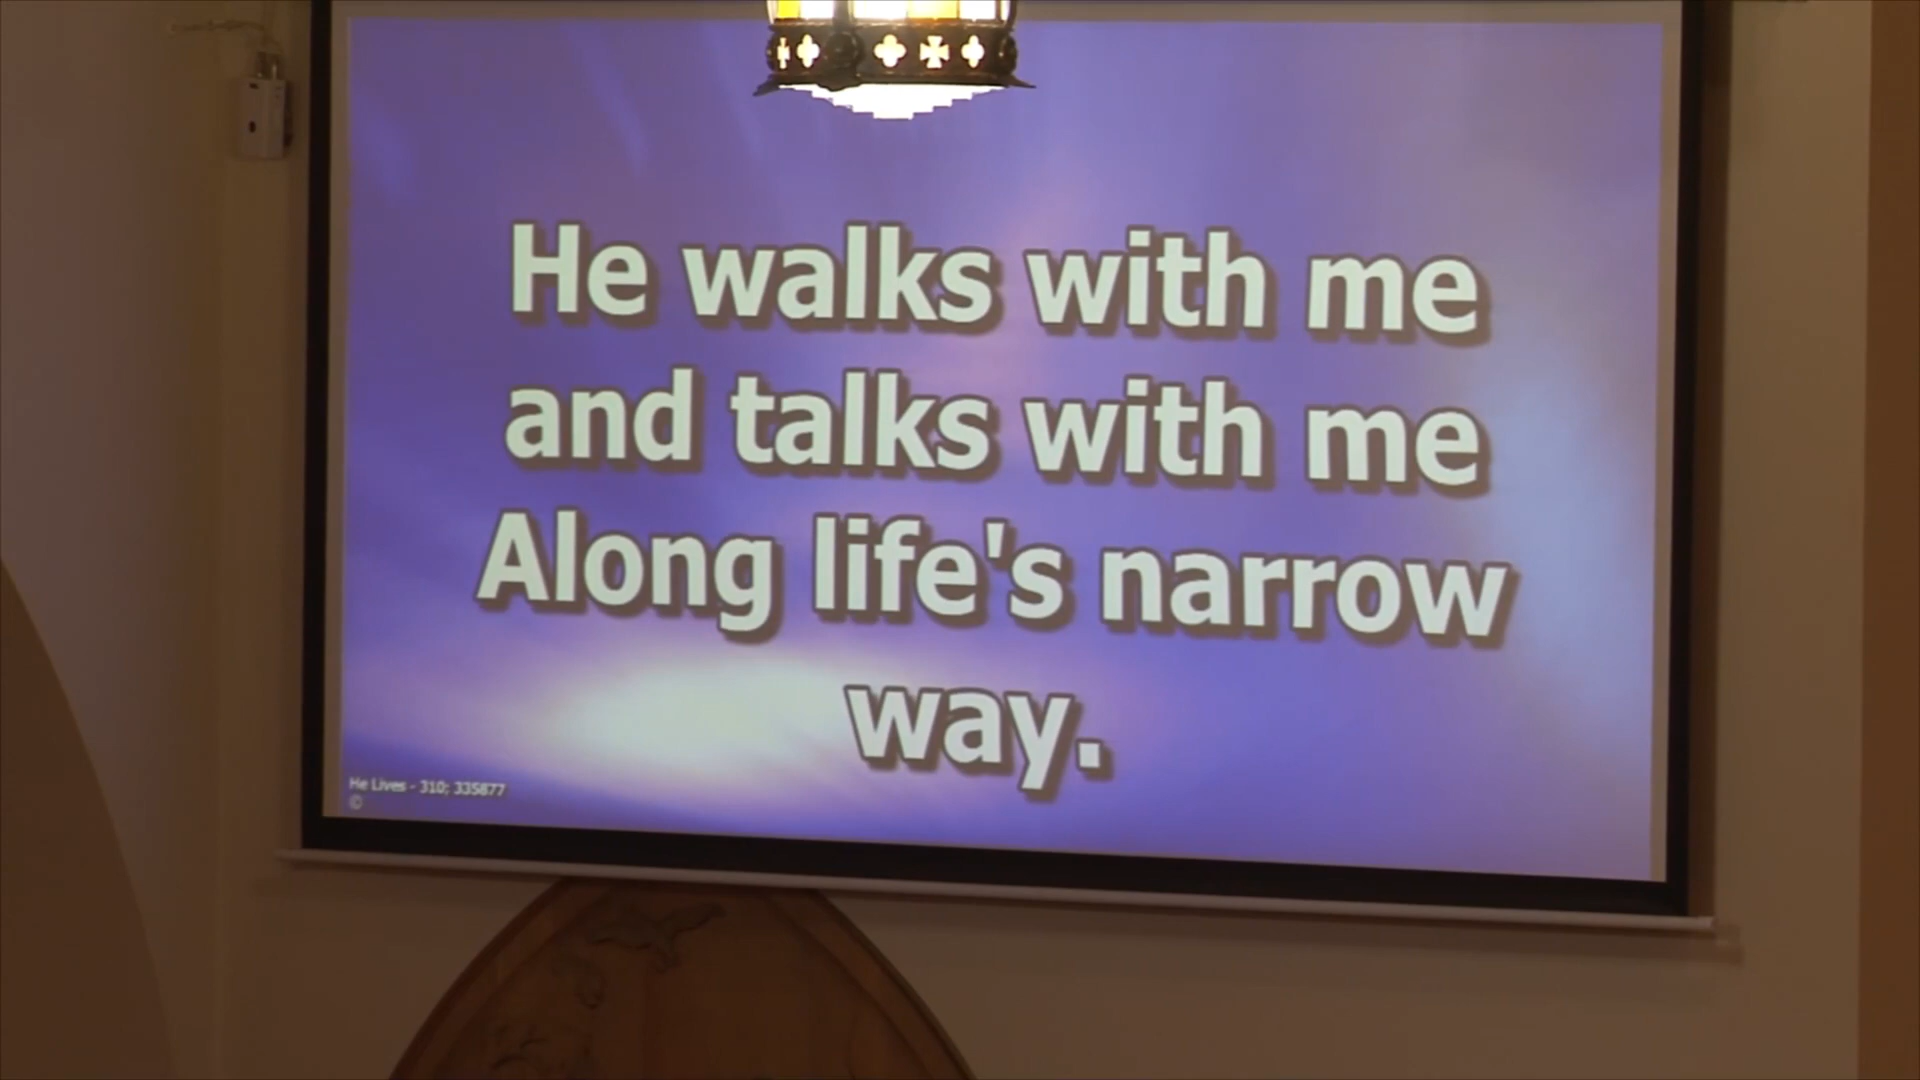 He walks with me
and talks with me
Along life's narrow
way.
He Lives - 310; 335877
©